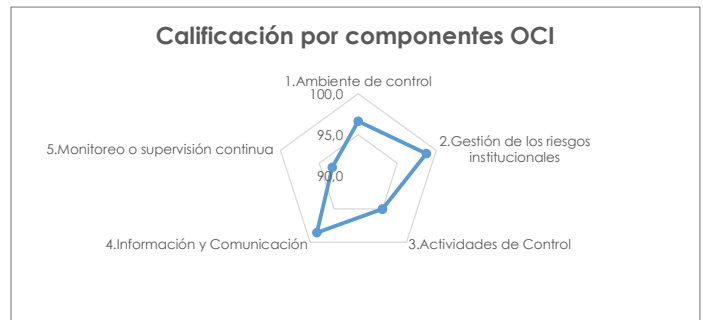 Calificación por componentes OCI
1.Ambiente de control
100,0
95,0
90,0
2.Gestión de los riesgos
institucionales
3.Actividades de Control
4.Información y Comunicación
5.Monitoreo o supervisión continua